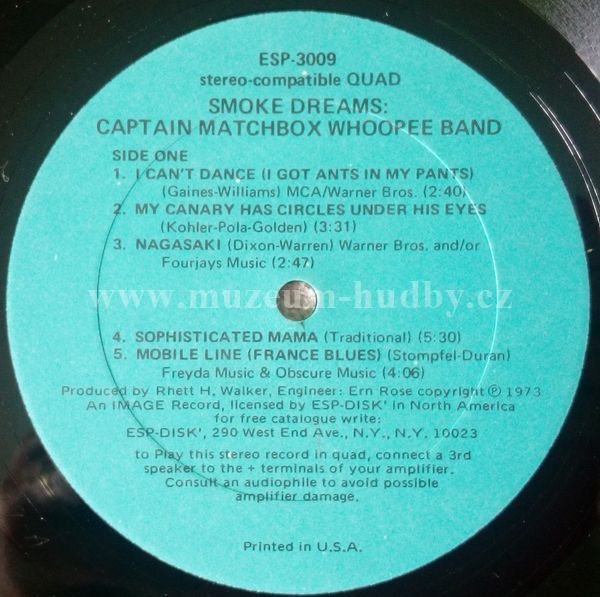 ESP-3009
stereo-compatible QUAD
SMOKE DREAMS:
CAPTAIN MATCHBOX WHOOPEE BAND
SIDE ONE
1. I CAN'T DANCE (I GOT ANTS IN MY PANTS)
(Gaines-Williams) MCA/Warner Bros. (2:40)
2. MY CANARY HAS CIRCLES UNDER HIS EYES
(Kohler-Pola-Golden) (3:31)
3. NAGASAKI (Dixon-Warren) Warner Bros. and/or
Fourjays Music (2:47)
www.muzeum-hudby.cz
4. SOPHISTICATED MAMA (Traditional) (5:30)
5. MOBILE LINE (FRANCE BLUES) (Stompfel-Duran)
Freyda Music & Obscure Music (4:06)
Produced by Rhett H. Walker, Engineer: Ern Rose copyright ℗ 1973
An IMAGE Record, licensed by ESP-DISK' in North America
for free catalogue write:
ESP-DISK', 290 West End Ave., N.Y., N.Y. 10023
to Play this stereo record in quad, connect a 3rd
speaker to the + terminals of your amplifier.
Consult an audiophile to avoid possible
amplifier damage.
Printed in U.S.A.